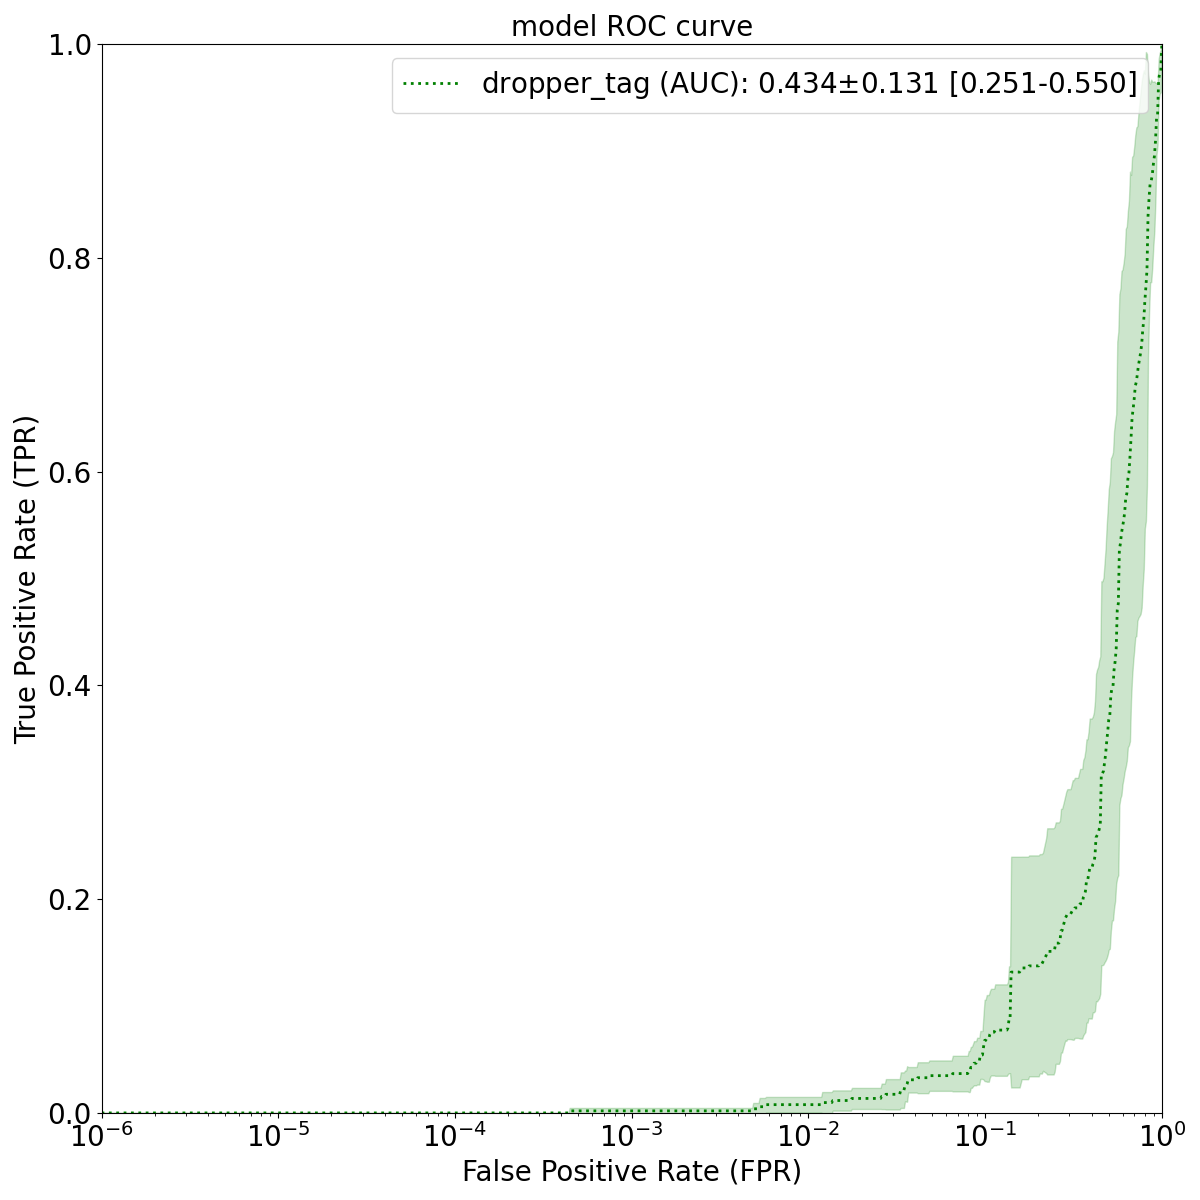 model ROC curve
dropper_tag (AUC): 0.434±0.131 [0.251-0.550]
1.0
0.8
0.6
0.4
0.2
0.0
True Positive Rate (TPR)
10⁻⁶ 10⁻⁵ 10⁻⁴ 10⁻³ 10⁻² 10⁻¹ 10⁰
False Positive Rate (FPR)